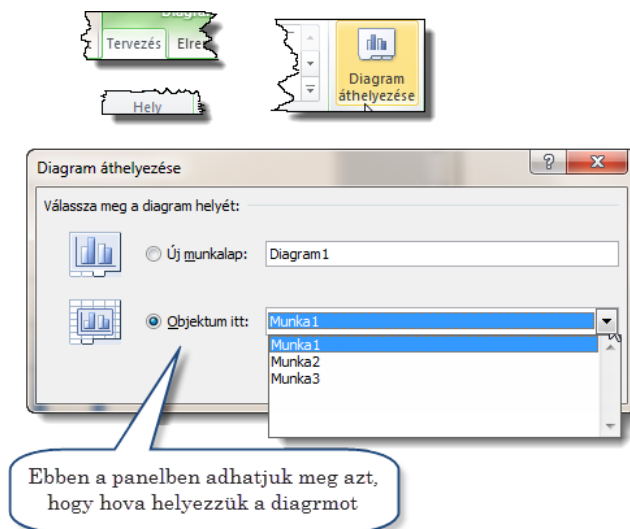 Tervezés
Hely
Diagram
áthelyezése
Diagram áthelyezése
Válassza meg a diagram helyét:
Új munkalap:
Diagram1
Objektum itt:
Munka1
Munka1
Munka2
Munka3
Ebben a panelben adhatjuk meg azt,
hogy hova helyezzük a diagrmot